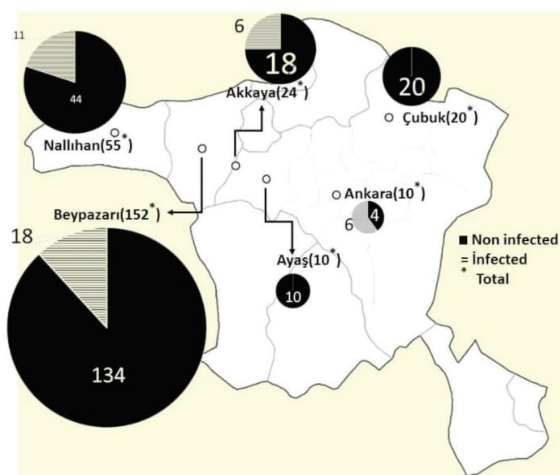 11
44
Nallıhan(55*)
6
18
Akkaya(24*)
20
Çubuk(20*)
Beypazarı(152*)
18
134
Ankara(10*)
6
4
Ayaş(10*)
10
■ Non infected
= İnfected
* Total